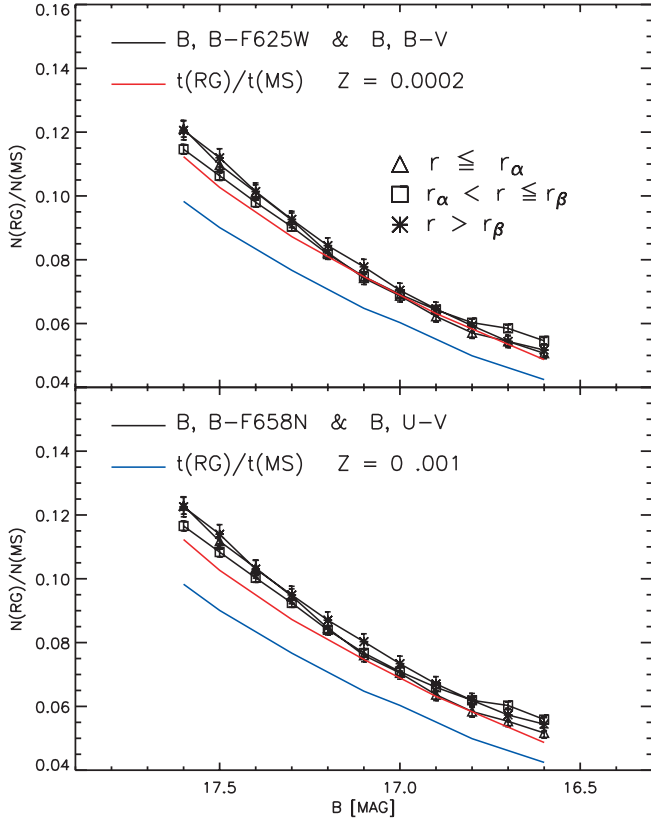 0.16
B, B-F625W & B, B-V
t(RG)/t(MS) Z = 0.0002
0.14
0.12
△ r ≦ rα
□ rα < r ≦ rβ
✳ r > rβ
0.10
0.08
0.06
0.04
N(RG)/N(MS)
B, B-F658N & B, U-V
t(RG)/t(MS) Z = 0 .001
0.14
0.12
0.10
0.08
0.06
0.04
N(RG)/N(MS)
17.5 17.0 16.5
B [MAG]